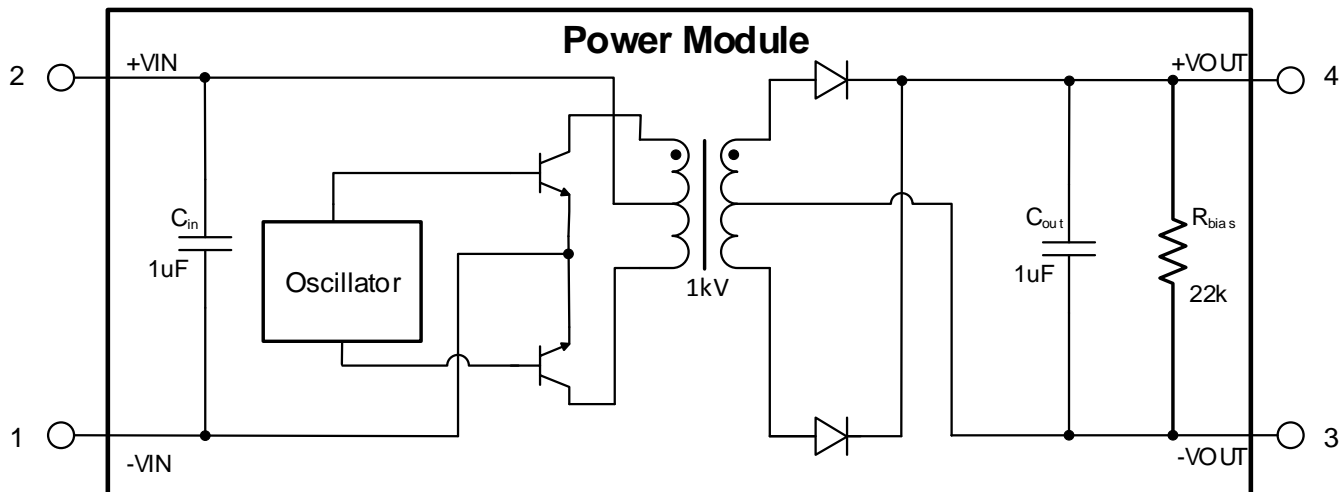 Power Module
2
+VIN
+VOUT
4
Cin
1uF
Oscillator
1kV
Cout
1uF
Rbias
22k
1
-VIN
-VOUT
3